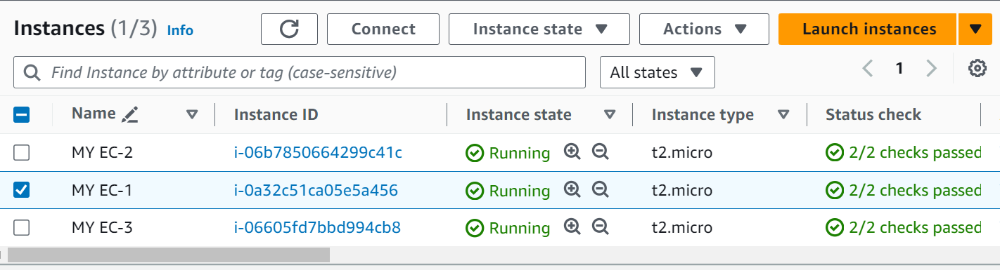 Instances (1/3) Info Connect Instance state Actions Launch instances
Find Instance by attribute or tag (case-sensitive) All states 1
Name Instance ID Instance state Instance type Status check
MY EC-2 i-06b7850664299c41c Running t2.micro 2/2 checks passed
MY EC-1 i-0a32c51ca05e5a456 Running t2.micro 2/2 checks passed
MY EC-3 i-06605fd7bbd994cb8 Running t2.micro 2/2 checks passed